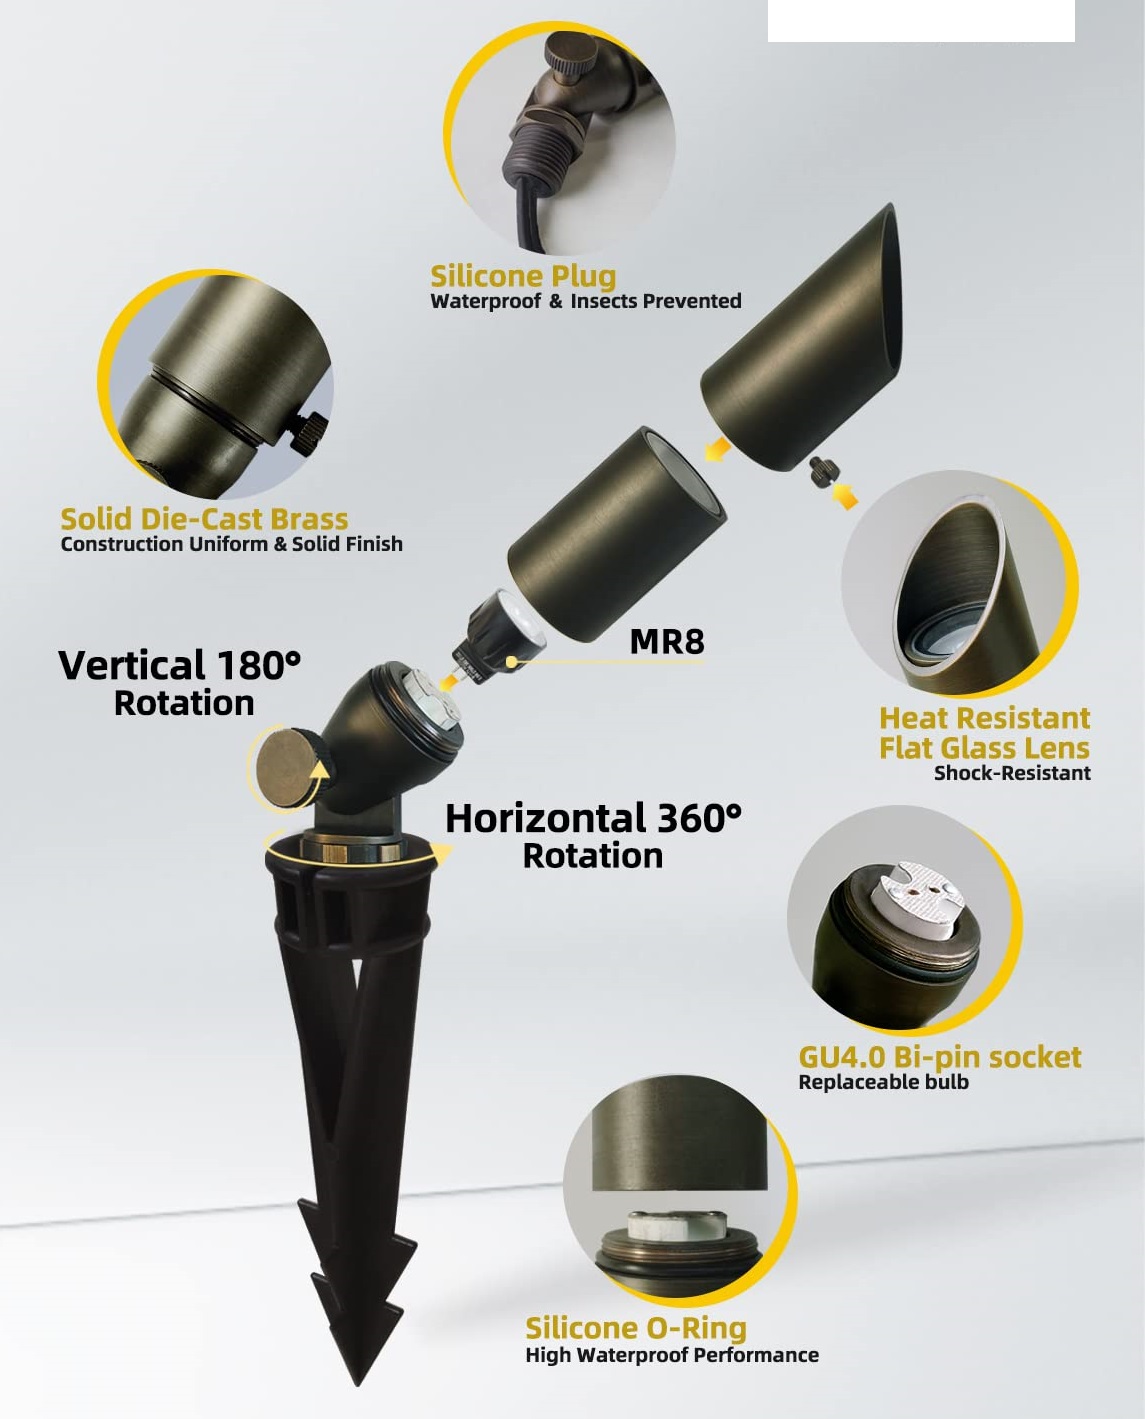 Silicone Plug
Waterproof & Insects Prevented
Solid Die-Cast Brass
Construction Uniform & Solid Finish
MR8
Vertical 180°
Rotation
Heat Resistant
Flat Glass Lens
Shock-Resistant
Horizontal 360°
Rotation
GU4.0 Bi-pin socket
Replaceable bulb
Silicone O-Ring
High Waterproof Performance